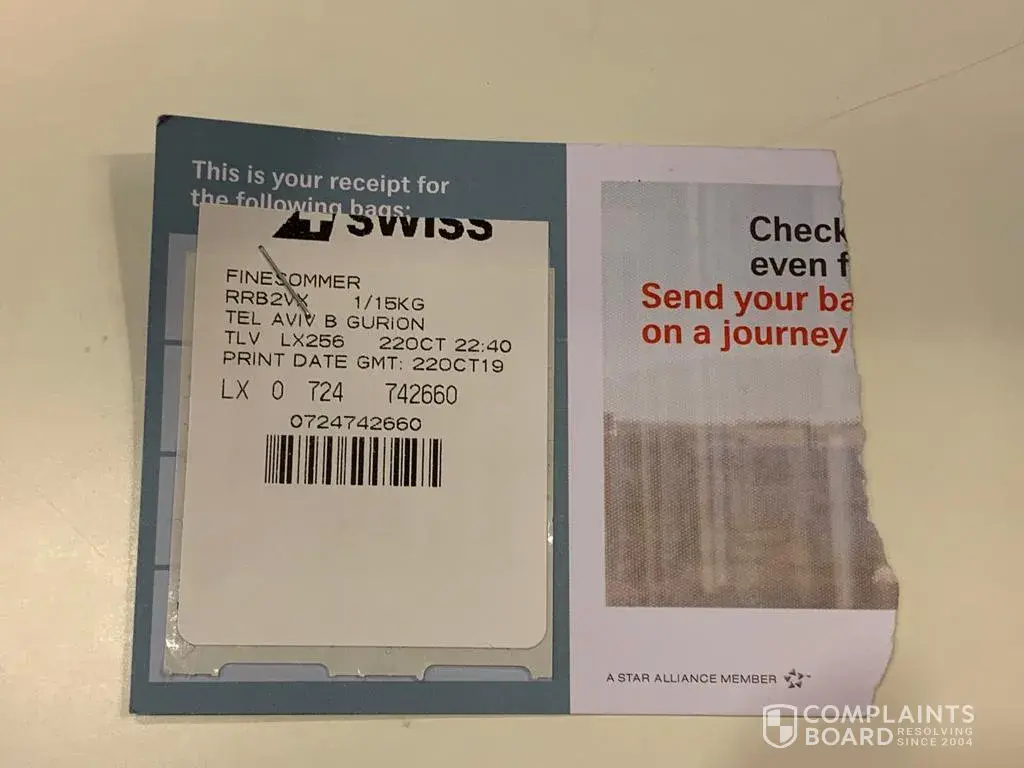 This is your receipt for
the following bags:
SWISS
FINESOMMER
RRB2VX 1/15KG
TEL AVIV B GURION
TLV LX256 22OCT 22:40
PRINT DATE GMT: 22OCT19
LX 0 724 742660
0724742660
Check
even f
Send your ba
on a journey
A STAR ALLIANCE MEMBER
COMPLAINTS
BOARD RESOLVING
SINCE 2004